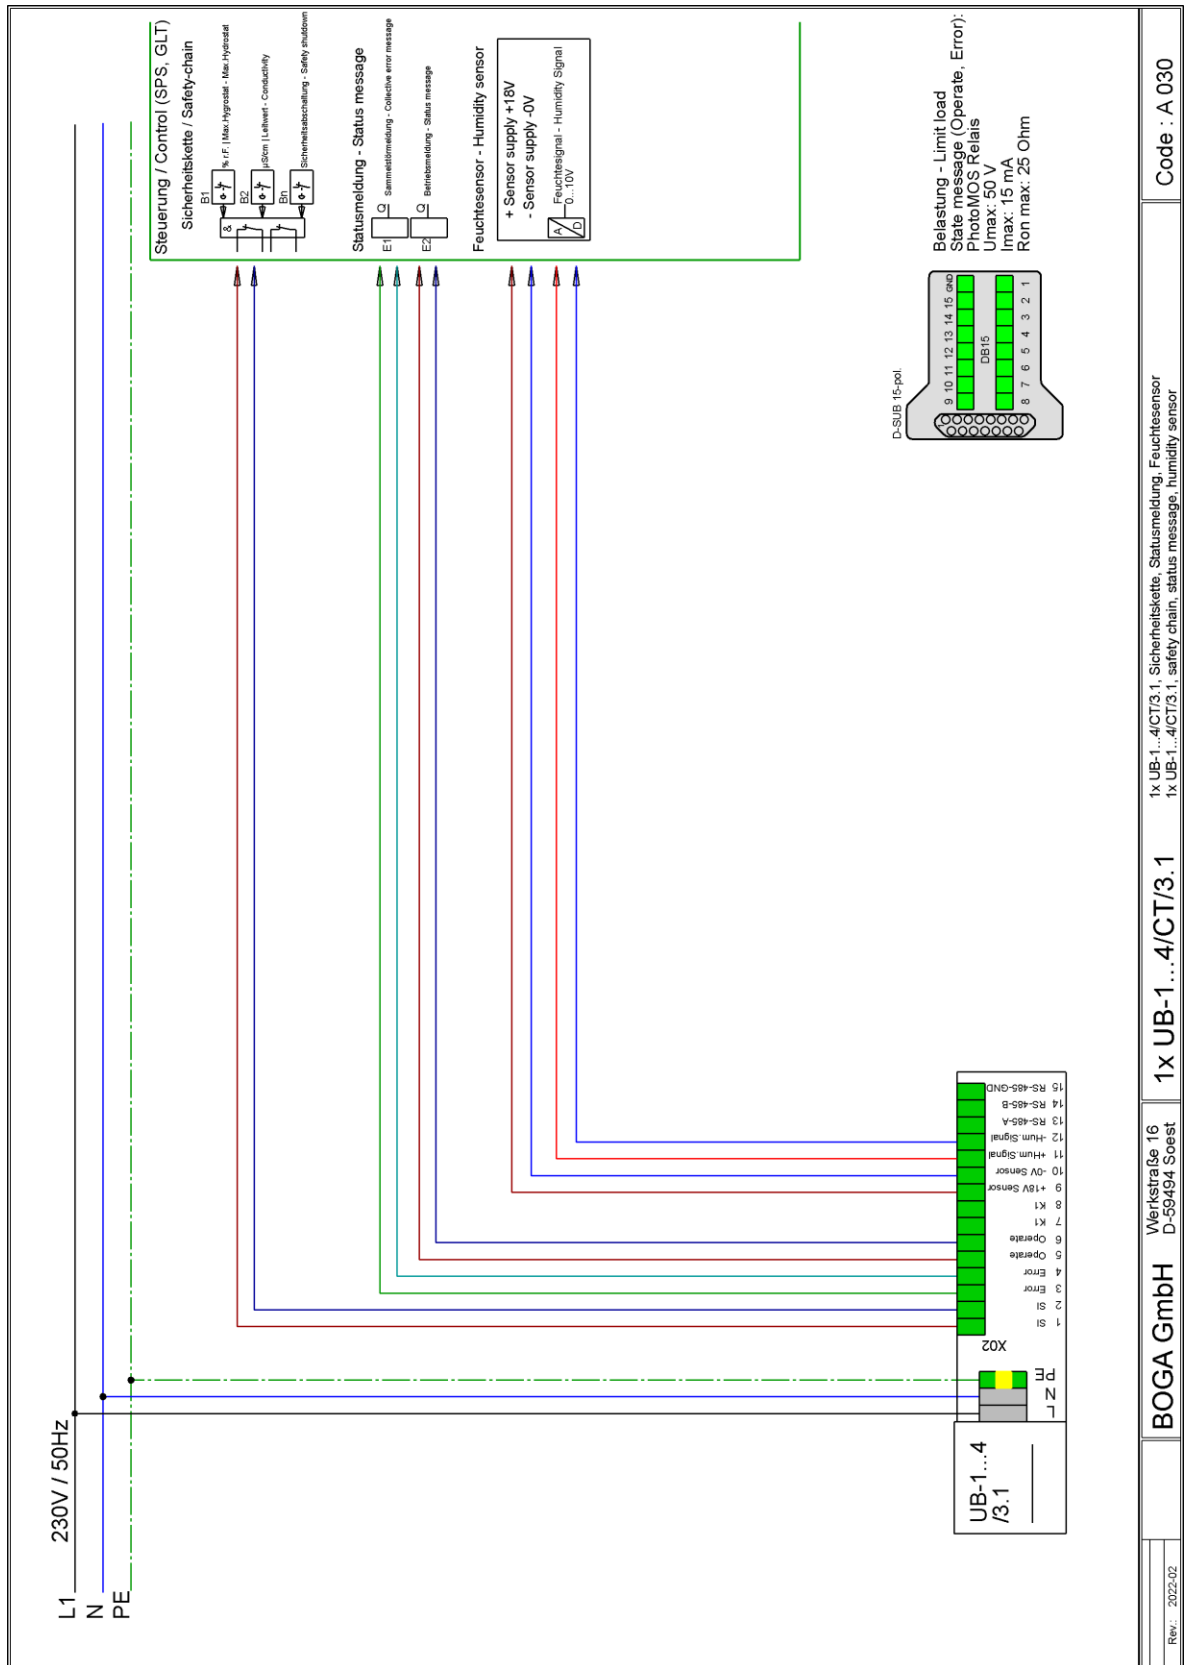 230V / 50Hz
L1
N
PE
Steuerung / Control (SPS, GLT)
Sicherheitskette / Safety-chain
B1
% r.F. | Max.Hygrostat - Max.Hydrostat
B2
µS/cm | Leitwert - Conductivity
Bn
Sicherheitsabschaltung - Safety shutdown
&
Statusmeldung - Status message
E1
Q
Sammelstörmeldung - Collective error message
E2
Q
Betriebsmeldung - Status message
Feuchtesensor - Humidity sensor
+ Sensor supply +18V
- Sensor supply -0V
A
D
Feuchtesignal - Humidity Signal
0...10V
Belastung - Limit load
State message (Operate, Error):
PhotoMOS Relais
Umax: 50 V
Imax: 15 mA
Ron max: 25 Ohm
D-SUB 15-pol.
9 10 11 12 13 14 15 GND
DB15
8 7 6 5 4 3 2 1
UB-1...4
/3.1
L
N
PE
X02
1 SI
2 SI
3 Error
4 Error
5 Operate
6 Operate
7 K1
8 K1
9 +18V Sensor
10 -0V Sensor
11 +Hum.Signal
12 -Hum.Signal
13 RS-485-A
14 RS-485-B
15 RS-485-GND
Rev.: 2022-02
BOGA GmbH
Werkstraße 16
D-59494 Soest
1x UB-1...4/CT/3.1
1x UB-1...4/CT/3.1, Sicherheitskette, Statusmeldung, Feuchtesensor
1x UB-1...4/CT/3.1, safety chain, status message, humidity sensor
Code : A 030